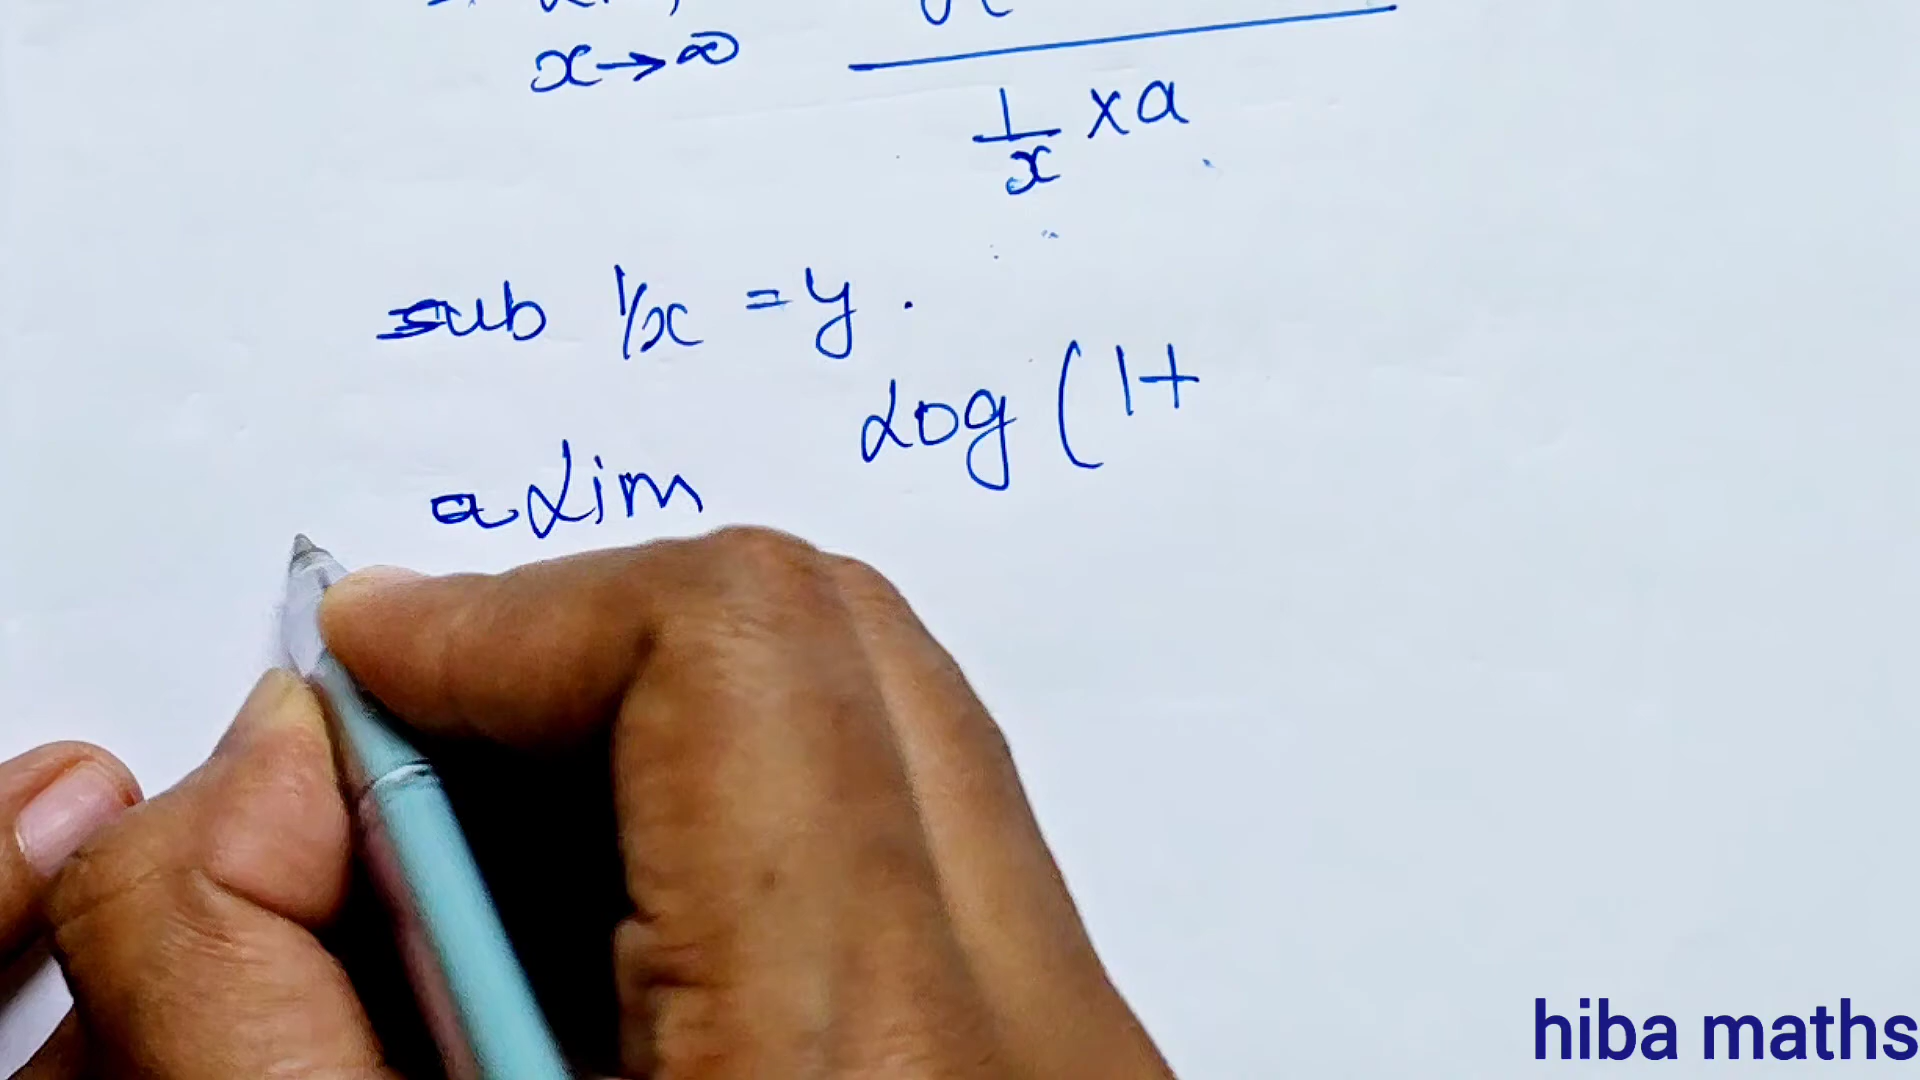 x→∞
1/x × a
sub 1/x = y .
Log ( 1+
a Lim
hiba maths